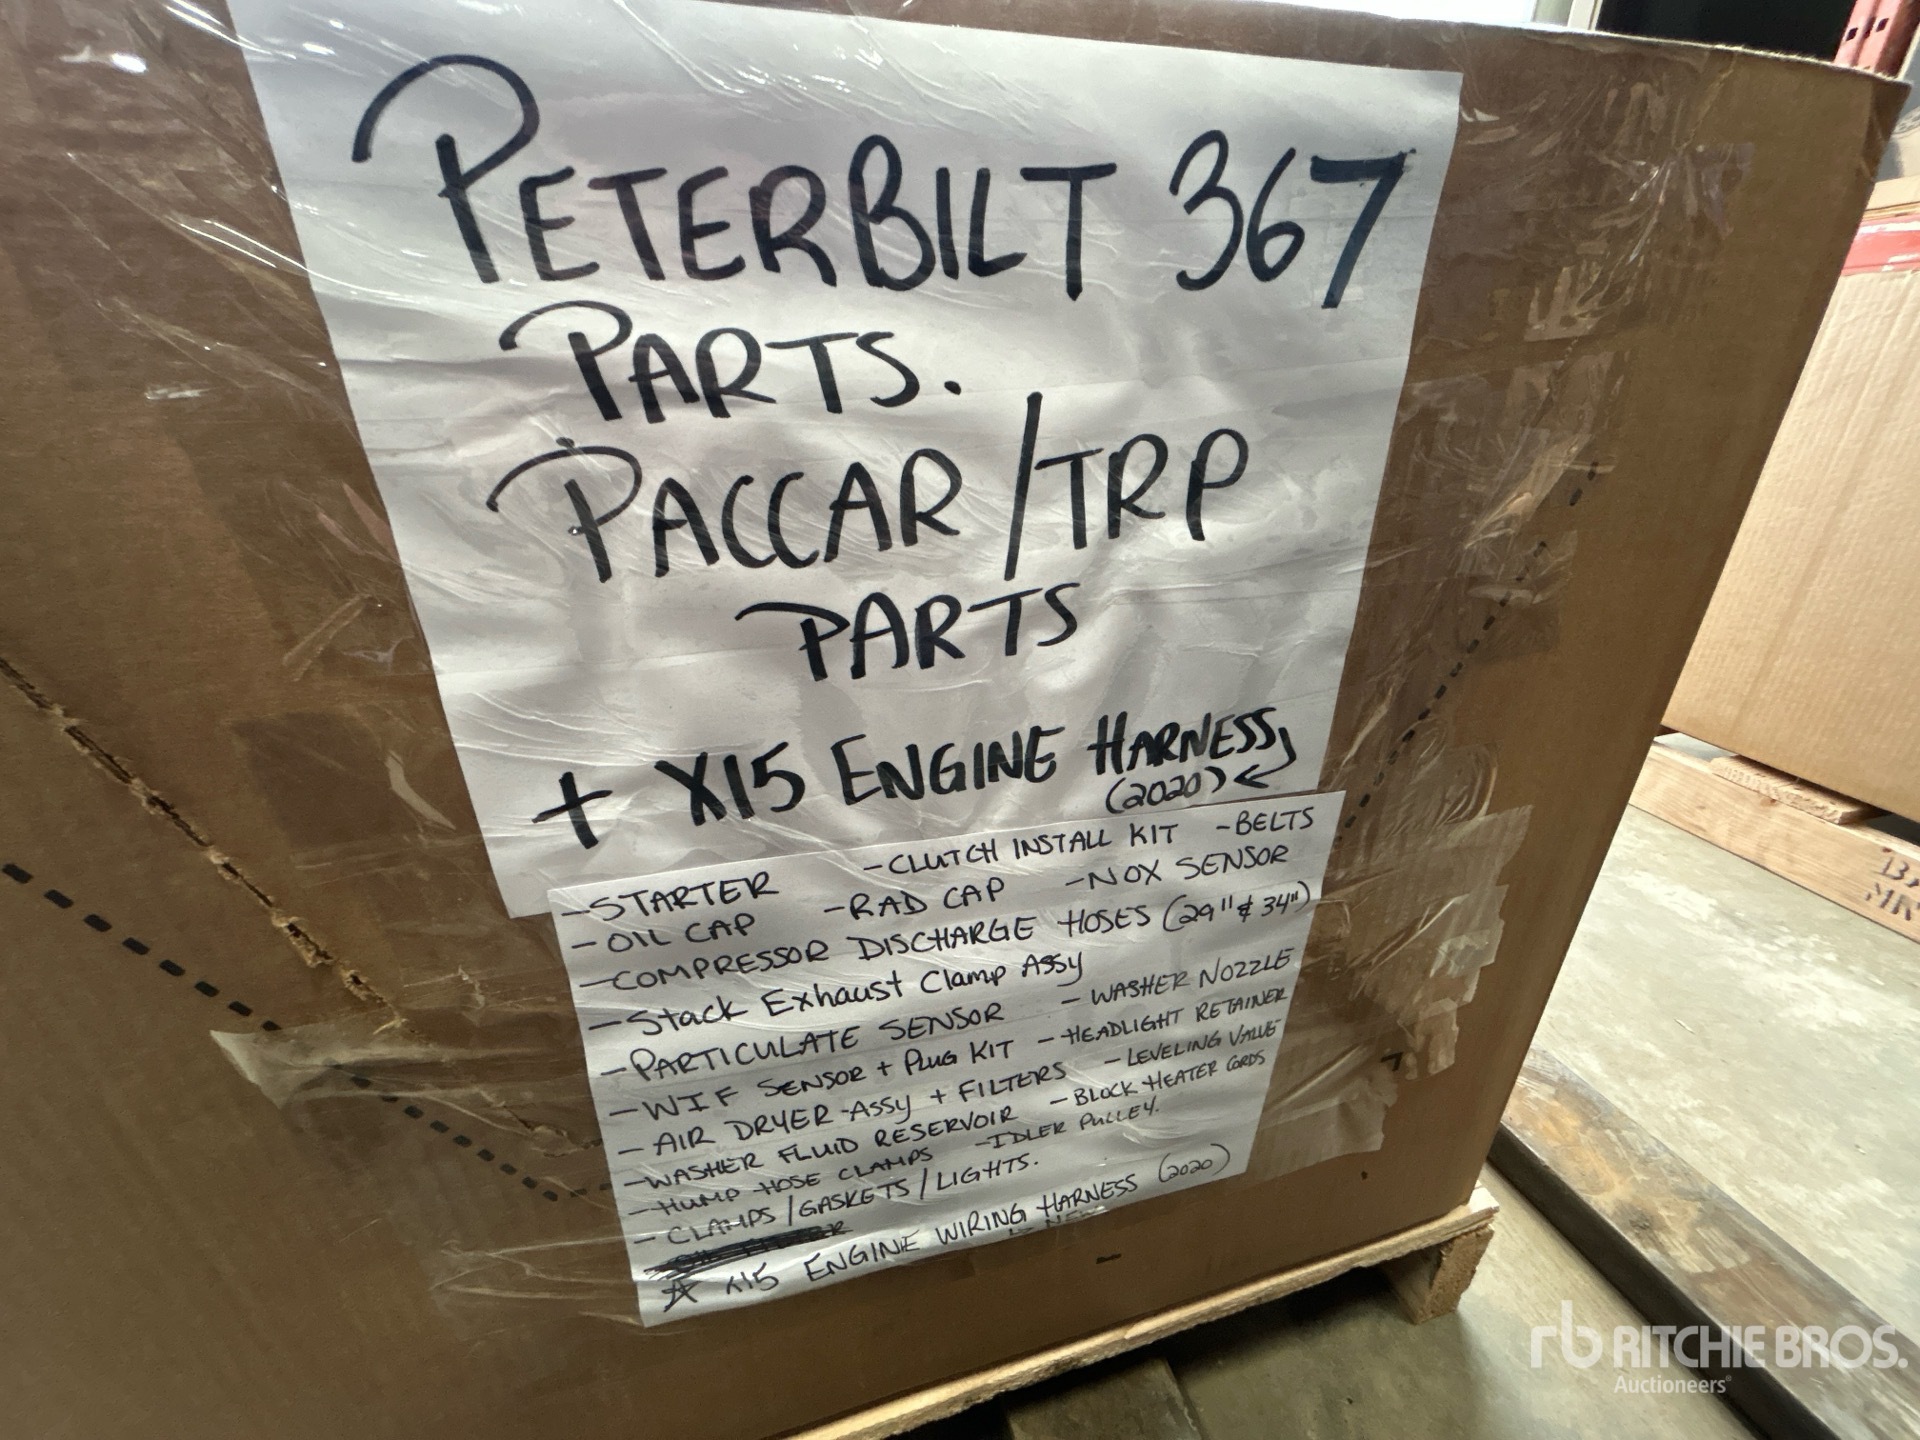 PETERBILT 367
PARTS.
PACCAR/TRP
PARTS
+ X15 ENGINE HARNESS
(2020)
-STARTER -CLUTCH INSTALL KIT -BELTS
-OIL CAP -RAD CAP -NOX SENSOR
-COMPRESSOR DISCHARGE HOSES (29" & 34")
-Stack Exhaust Clamp Assy
-PARTICULATE SENSOR -WASHER NOZZLE
-WIF SENSOR + PLUG KIT -HEADLIGHT RETAINER
-AIR DRYER ASSY + FILTERS -LEVELING VALVE
-WASHER FLUID RESERVOIR -BLOCK HEATER CORDS
-HUMP HOSE CLAMPS -IDLER PULLEY.
-CLAMPS/GASKETS/LIGHTS.
☆ X15 ENGINE WIRING HARNESS (2020)
rb RITCHIE BROS.
Auctioneers